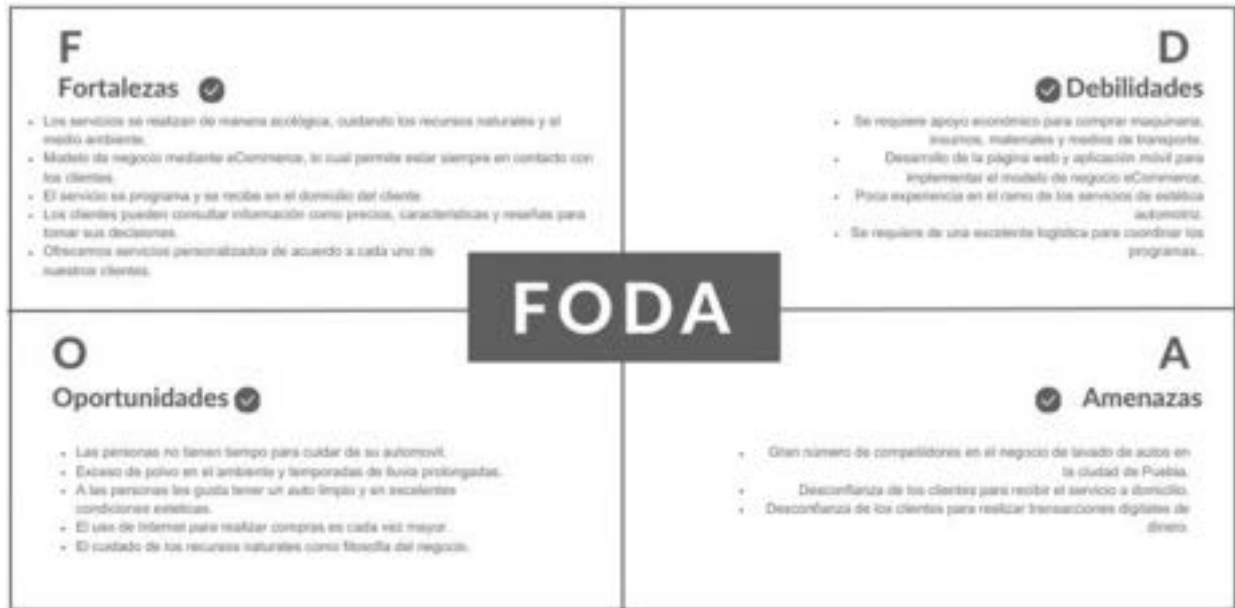 F
Fortalezas
• Los servicios se realizan de manera ecológica, cuidando los recursos naturales y el
medio ambiente.
• Modelo de negocio mediante eCommerce, lo cual permite estar siempre en contacto con
los clientes.
• El servicio se programa y se recibe en el domicilio del cliente.
• Los clientes pueden consultar información como precios, características y reseñas para
tomar sus decisiones.
• Ofrecemos servicios personalizados de acuerdo a cada uno de
nuestros clientes.
D
Debilidades
• Se requiere apoyo económico para comprar maquinaria,
insumos, materiales y medios de transporte.
• Desarrollo de la página web y aplicación móvil para
implementar el modelo de negocio eCommerce.
• Poca experiencia en el ramo de los servicios de estética
automotriz.
• Se requiere de una excelente logística para coordinar los
programas..
FODA
O
Oportunidades
• Las personas no tienen tiempo para cuidar de su automovil.
• Exceso de polvo en el ambiente y temporadas de lluvia prolongadas.
• A las personas les gusta tener un auto limpio y en excelentes
condiciones esteticas.
• El uso de Internet para realizar compras es cada vez mayor.
• El cuidado de los recursos naturales como filosofía del negocio.
A
Amenazas
• Gran número de competidores en el negocio de lavado de autos en
la ciudad de Puebla.
• Desconfianza de los clientes para recibir el servicio a domicilio.
• Desconfianza de los clientes para realizar transacciones digitales de
dinero.